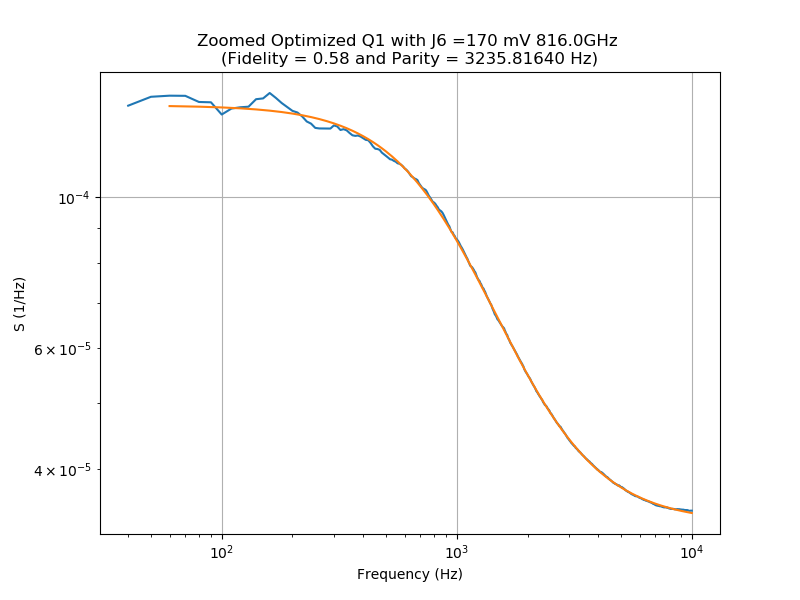 Zoomed Optimized Q1 with J6 =170 mV 816.0GHz
(Fidelity = 0.58 and Parity = 3235.81640 Hz)
S (1/Hz)
10⁻⁴
6 × 10⁻⁵
4 × 10⁻⁵
10² 10³ 10⁴
Frequency (Hz)